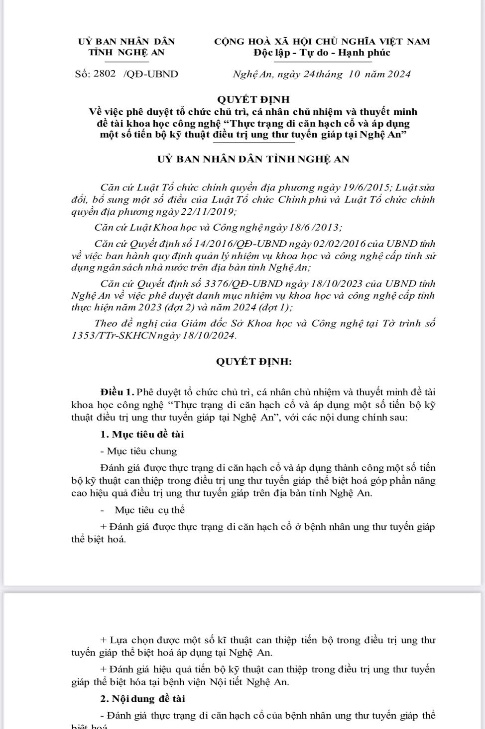 UỶ BAN NHÂN DÂN
TỈNH NGHỆ AN
CỘNG HOÀ XÃ HỘI CHỦ NGHĨA VIỆT NAM
Độc lập - Tự do - Hạnh phúc
Số: 2802 /QĐ-UBND
Nghệ An, ngày 24tháng 10 năm 2024
QUYẾT ĐỊNH
Về việc phê duyệt tổ chức chủ trì, cá nhân chủ nhiệm và thuyết minh
đề tài khoa học công nghệ “Thực trạng di căn hạch cổ và áp dụng
một số tiến bộ kỹ thuật điều trị ung thư tuyến giáp tại Nghệ An”
UỶ BAN NHÂN DÂN TỈNH NGHỆ AN
Căn cứ Luật Tổ chức chính quyền địa phương ngày 19/6/2015; Luật sửa
đổi, bổ sung một số điều của Luật Tổ chức Chính phủ và Luật Tổ chức chính
quyền địa phương ngày 22/11/2019;
Căn cứ Luật Khoa học và Công nghệ ngày 18/6 /2013;
Căn cứ Quyết định số 14/2016/QĐ-UBND ngày 02/02/2016 của UBND tỉnh
về việc ban hành quy định quản lý nhiệm vụ khoa học và công nghệ cấp tỉnh sử
dụng ngân sách nhà nước trên địa bàn tỉnh Nghệ An;
Căn cứ Quyết định số 3376/QĐ-UBND ngày 18/10/2023 của UBND tỉnh
Nghệ An về việc phê duyệt danh mục nhiệm vụ khoa học và công nghệ cấp tỉnh
thực hiện năm 2023 (đợt 2) và năm 2024 (đợt 1);
Theo đề nghị của Giám đốc Sở Khoa học và Công nghệ tại Tờ trình số
1353/TTr-SKHCN ngày 18/10/2024.
QUYẾT ĐỊNH:
Điều 1. Phê duyệt tổ chức chủ trì, cá nhân chủ nhiệm và thuyết minh đề tài
khoa học công nghệ “Thực trạng di căn hạch cổ và áp dụng một số tiến bộ kỹ
thuật điều trị ung thư tuyến giáp tại Nghệ An”, với các nội dung chính sau:
1. Mục tiêu đề tài
- Mục tiêu chung
Đánh giá được thực trạng di căn hạch cổ và áp dụng thành công một số tiến
bộ kỹ thuật can thiệp trong điều trị ung thư tuyến giáp thể biệt hoá góp phần nâng
cao hiệu quả điều trị ung thư tuyến giáp trên địa bàn tỉnh Nghệ An.
- Mục tiêu cụ thể
+ Đánh giá được thực trạng di căn hạch cổ ở bệnh nhân ung thư tuyến giáp
thể biệt hoá.
+ Lựa chọn được một số kĩ thuật can thiệp tiến bộ trong điều trị ung thư
tuyến giáp thể biệt hoá áp dụng tại Nghệ An.
+ Đánh giá hiệu quả tiến bộ kỹ thuật can thiệp trong điều trị ung thư tuyến
giáp thể biệt hóa tại bệnh viện Nội tiết Nghệ An.
2. Nội dung đề tài
- Đánh giá thực trạng di căn hạch cổ của bệnh nhân ung thư tuyến giáp thể
biệt hoá